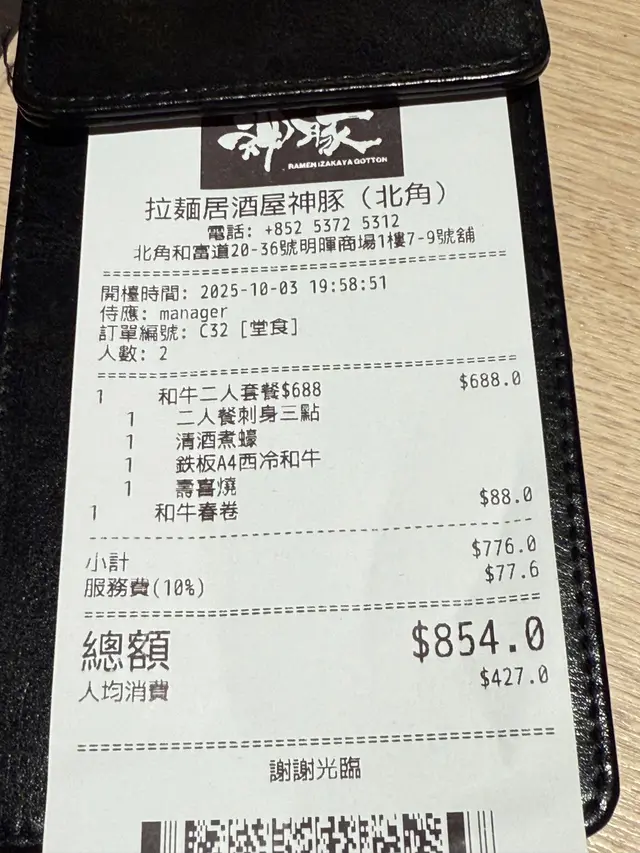 神豚
RAMEN IZAKAYA GOTTON
拉麵居酒屋神豚（北角）
電話: +852 5372 5312
北角和富道20-36號明暉商場1樓7-9號舖
開檯時間: 2025-10-03 19:58:51
侍應: manager
訂單編號: C32 [堂食]
人數: 2
1 和牛二人套餐$688 $688.0
1 二人餐刺身三點
1 清酒煮蠔
1 鉄板A4西冷和牛
1 壽喜燒
1 和牛春卷 $88.0
小計 $776.0
服務費(10%) $77.6
總額 $854.0
人均消費 $427.0
謝謝光臨